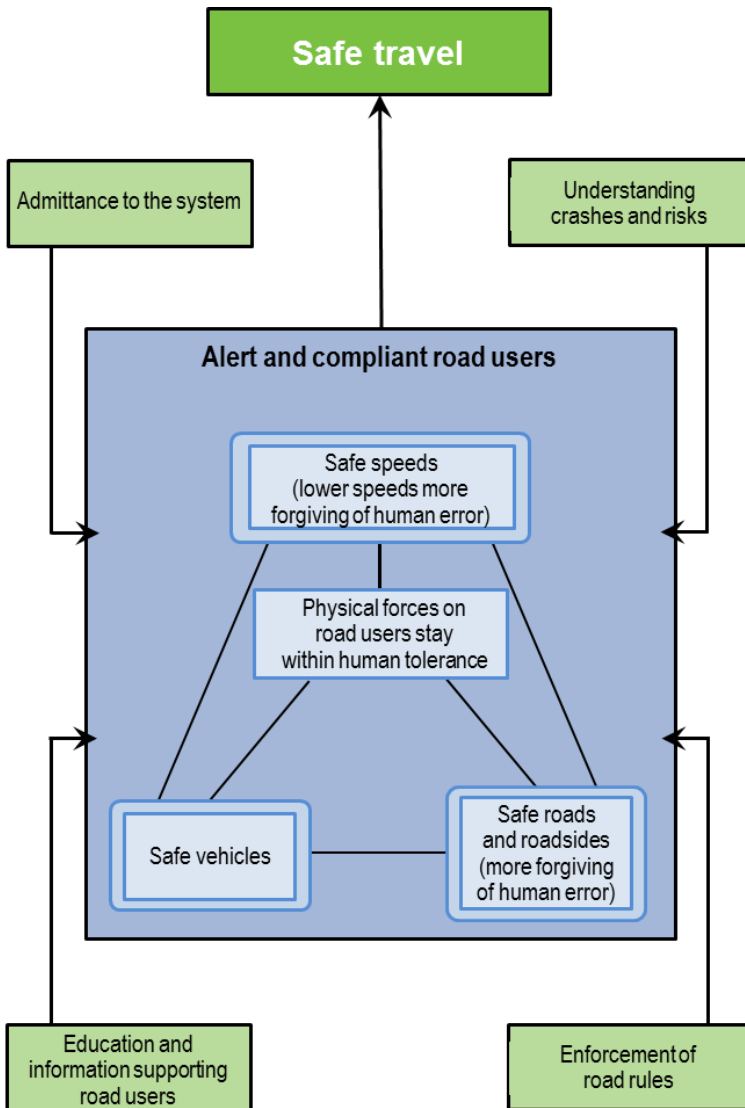 Safe travel
Admittance to the system
Understanding
crashes and risks
Alert and compliant road users
Safe speeds
(lower speeds more
forgiving of human error)
Physical forces on
road users stay
within human tolerance
Safe vehicles
Safe roads
and roadsides
(more forgiving
of human error)
Education and
information supporting
road users
Enforcement of
road rules